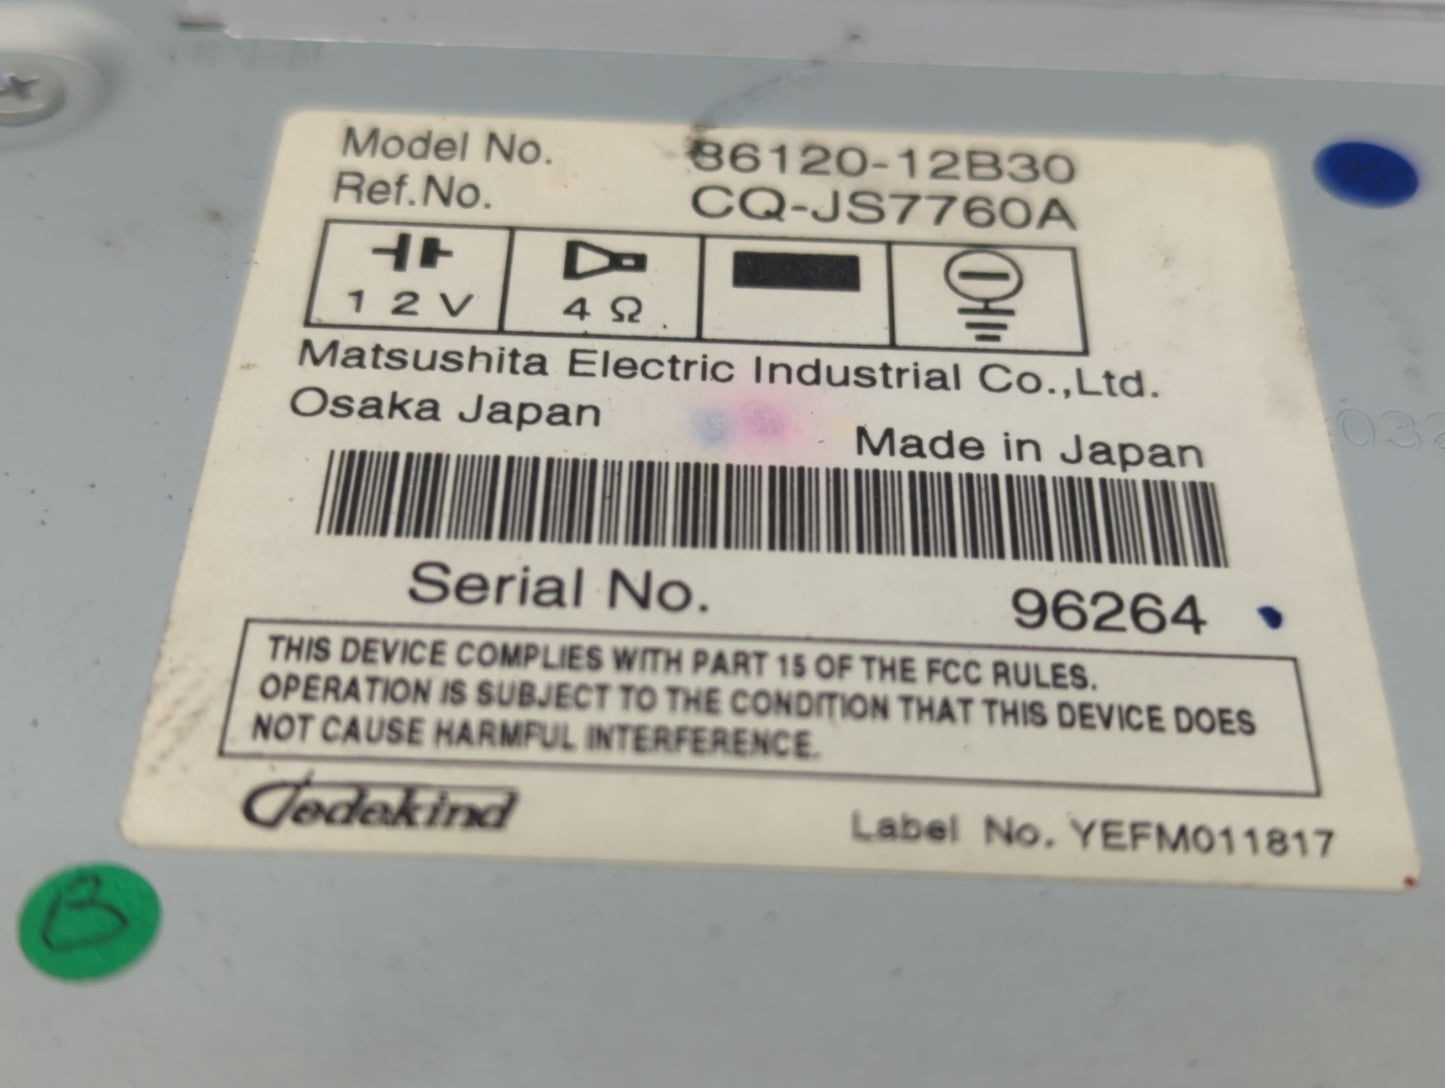 OPEN
Model No. 86120-12B30
Ref.No. CQ-JS7760A
12V 4Ω
Matsushita Electric Industrial Co.,Ltd.
Osaka Japan
Made in Japan
Serial No. 96264
THIS DEVICE COMPLIES WITH PART 15 OF THE FCC RULES.
OPERATION IS SUBJECT TO THE CONDITION THAT THIS DEVICE DOES
NOT CAUSE HARMFUL INTERFERENCE.
Label No. YEFM011817
B